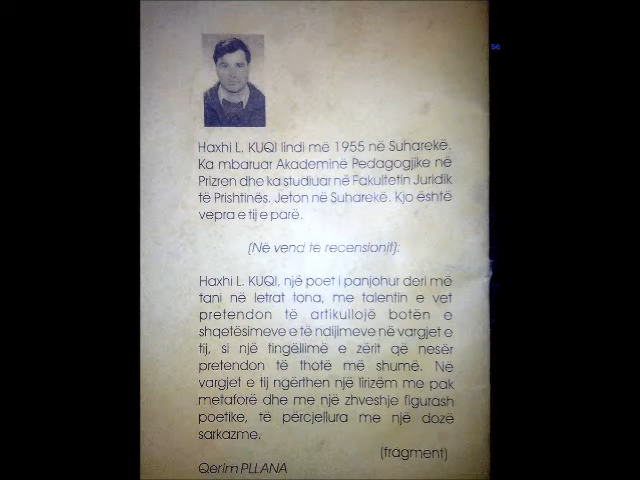 Haxhi L. KUQI lindi më 1955 në Suharekë.
Ka mbaruar Akademinë Pedagogjike në
Prizren dhe ka studiuar në Fakultetin Juridik
të Prishtinës. Jeton në Suharekë. Kjo është
vepra e tij e parë.
(Në vend të recensionit):
Haxhi L. KUQI, një poet i panjohur deri më
tani në letrat tona, me talentin e vet
pretendon të artikullojë botën e
shqetësimeve e të ndijimeve në vargjet e
tij, si një tingëllimë e zërit që nesër
pretendon të thotë më shumë. Në
vargjet e tij ngërthen një lirizëm me pak
metaforë dhe me një zhveshje figurash
poetike, të përcjellura me një dozë
sarkazme.
(fragment)
Qerim PLLANA